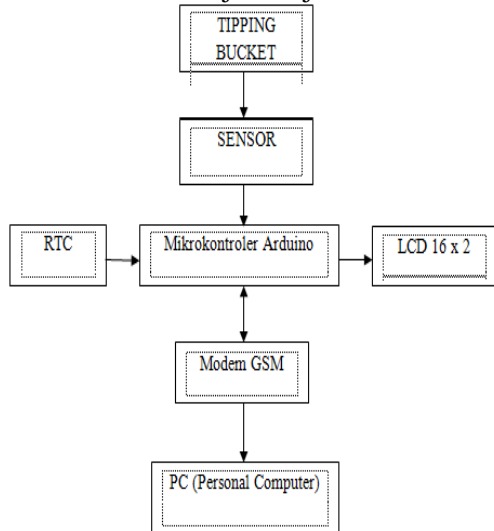 TIPPING
BUCKET
SENSOR
RTC
Mikrokontroler Arduino
LCD 16 x 2
Modem GSM
PC (Personal Computer)